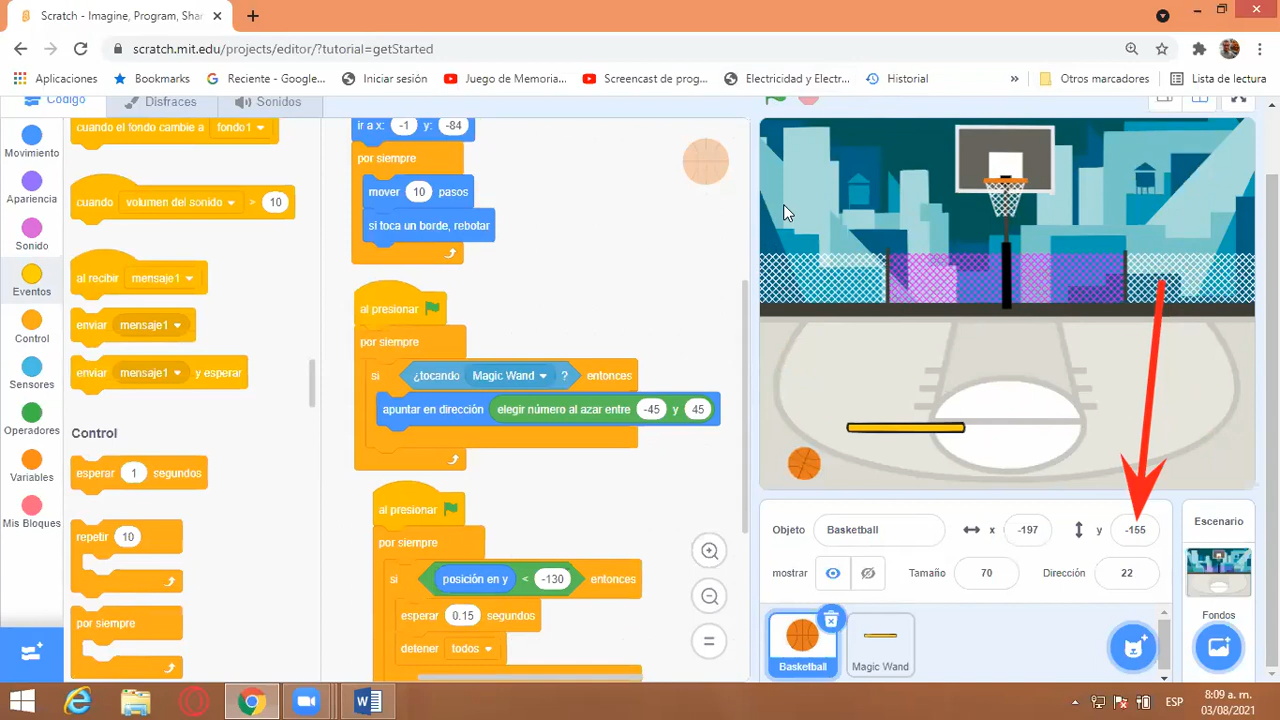 Scratch - Imagine, Program, Shar
scratch.mit.edu/projects/editor/?tutorial=getStarted
Aplicaciones
Bookmarks
Reciente - Google...
Iniciar sesión
Juego de Memoria...
Screencast de prog...
Electricidad y Electr...
Historial
»
Otros marcadores
Lista de lectura
Código
Disfraces
Sonidos
Movimiento
Apariencia
Sonido
Eventos
Control
Sensores
Operadores
Variables
Mis Bloques
cuando el fondo cambie a fondo1
cuando volumen del sonido > 10
al recibir mensaje1
enviar mensaje1
enviar mensaje1 y esperar
Control
esperar 1 segundos
repetir 10
por siempre
ir a x: -1 y: -84
por siempre
mover 10 pasos
si toca un borde, rebotar
al presionar
por siempre
si ¿tocando Magic Wand ? entonces
apuntar en dirección elegir número al azar entre -45 y 45
al presionar
por siempre
si posición en y < -130 entonces
esperar 0.15 segundos
detener todos
Objeto Basketball x -197 y -155
mostrar Tamaño 70 Dirección 22
Basketball
Magic Wand
Escenario
Fondos
ESP
8:09 a. m.
03/08/2021